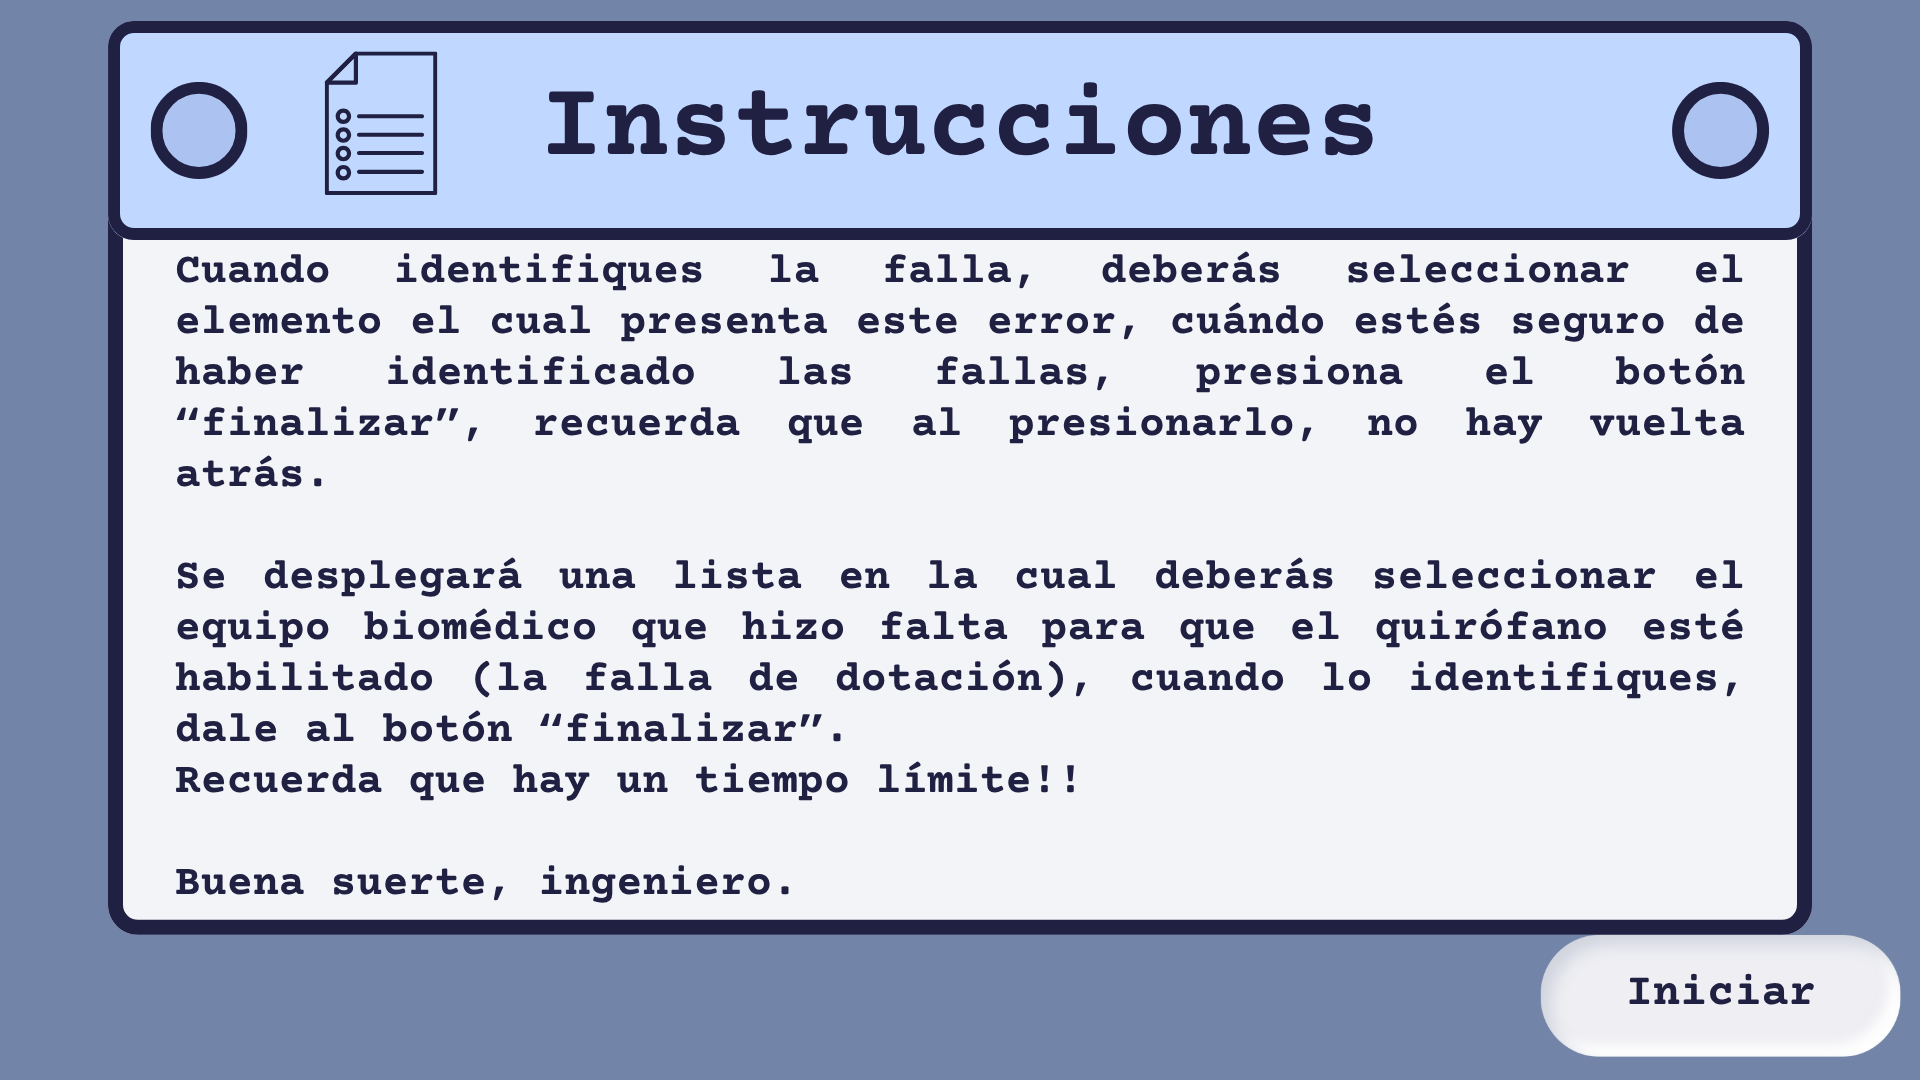 Instrucciones
Cuando identifiques la falla, deberás seleccionar el
elemento el cual presenta este error, cuándo estés seguro de
haber identificado las fallas, presiona el botón
“finalizar”, recuerda que al presionarlo, no hay vuelta
atrás.
Se desplegará una lista en la cual deberás seleccionar el
equipo biomédico que hizo falta para que el quirófano esté
habilitado (la falla de dotación), cuando lo identifiques,
dale al botón “finalizar”.
Recuerda que hay un tiempo límite!!
Buena suerte, ingeniero.
Iniciar